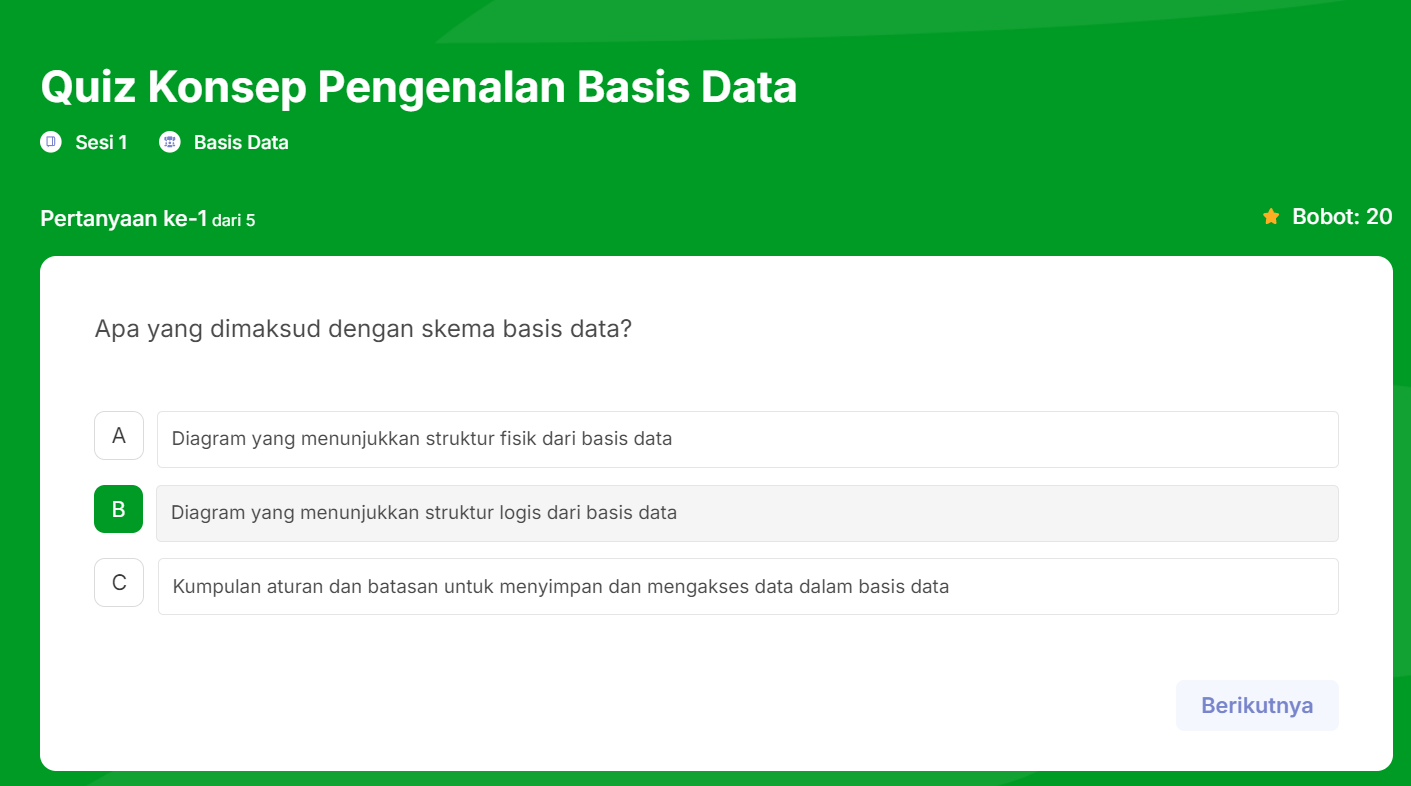 Quiz Konsep Pengenalan Basis Data
Sesi 1 Basis Data
Pertanyaan ke-1 dari 5 Bobot: 20
Apa yang dimaksud dengan skema basis data?
A Diagram yang menunjukkan struktur fisik dari basis data
B Diagram yang menunjukkan struktur logis dari basis data
C Kumpulan aturan dan batasan untuk menyimpan dan mengakses data dalam basis data
Berikutnya